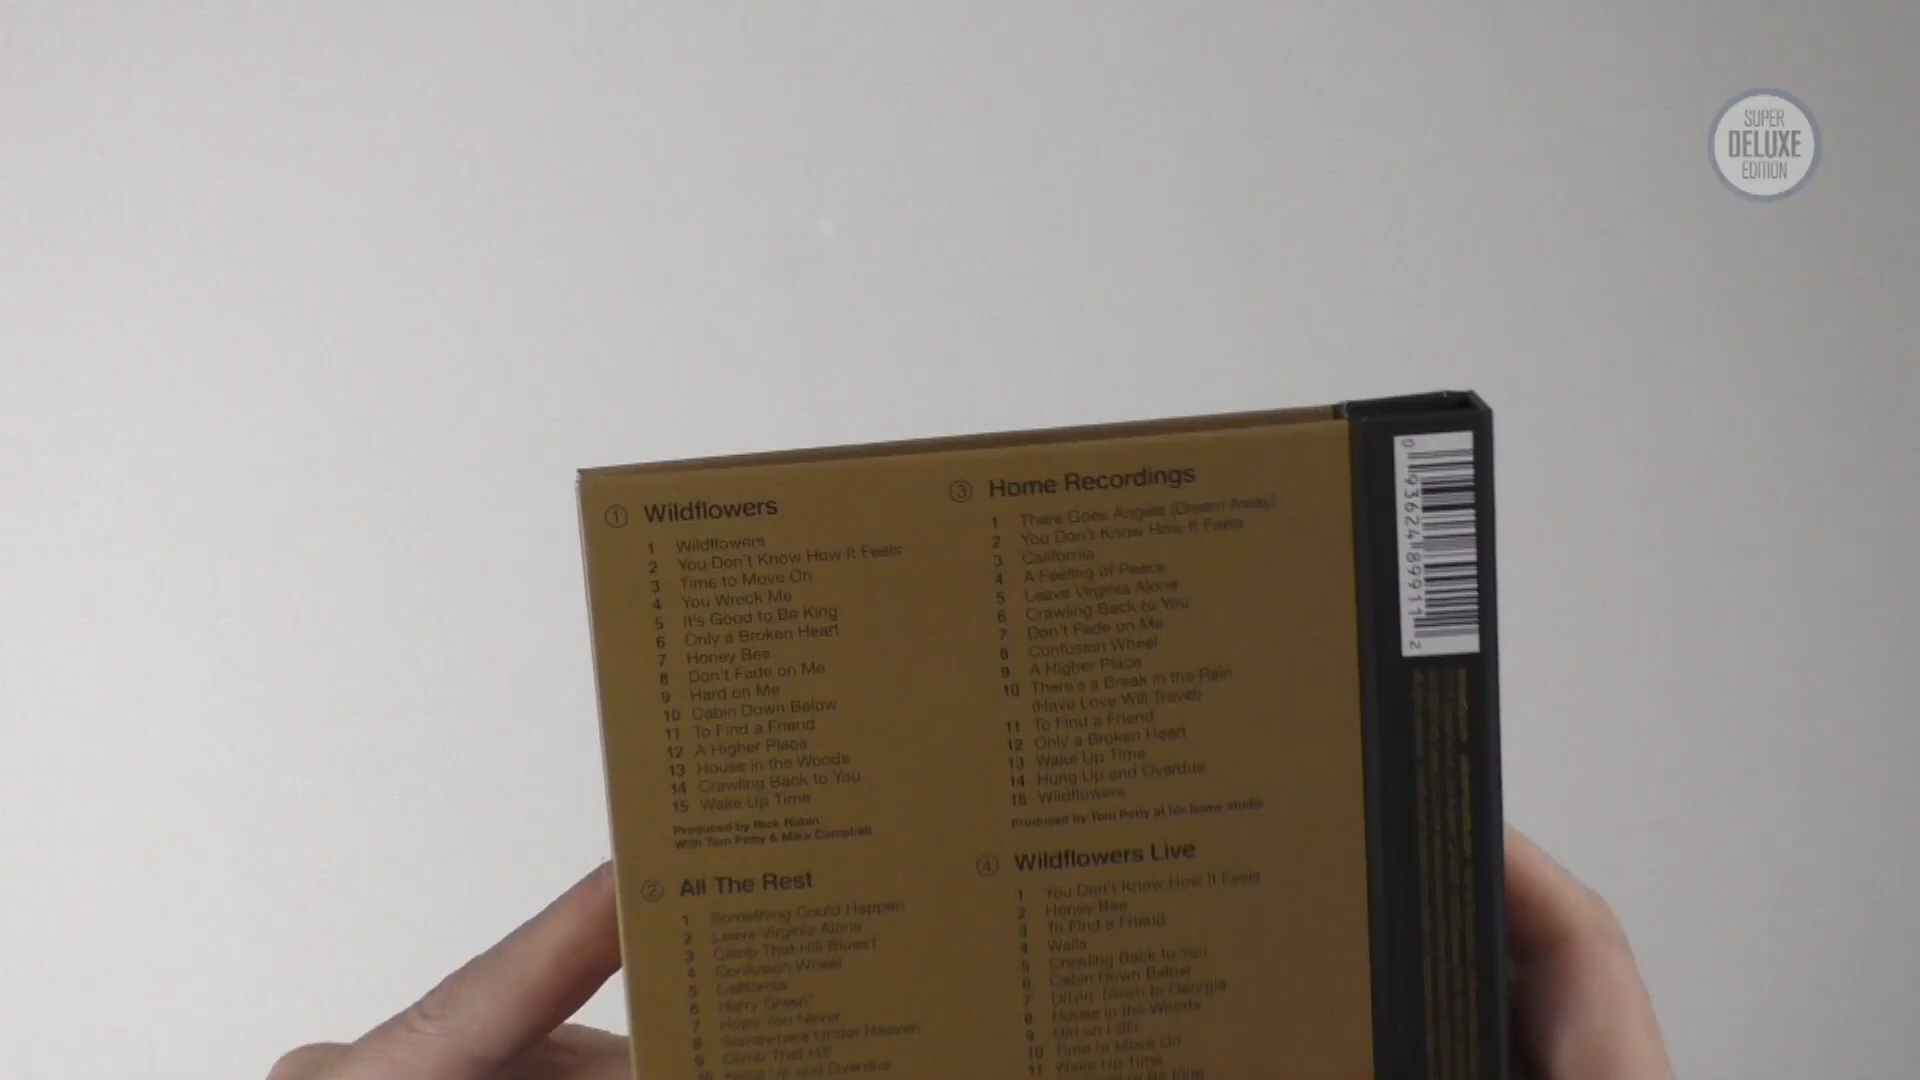 SUPER
DELUXE
EDITION
① Wildflowers
1 Wildflowers
2 You Don't Know How It Feels
3 Time to Move On
4 You Wreck Me
5 It's Good to Be King
6 Only a Broken Heart
7 Honey Bee
8 Don't Fade on Me
9 Hard on Me
10 Cabin Down Below
11 To Find a Friend
12 A Higher Place
13 House in the Woods
14 Crawling Back to You
15 Wake Up Time
Produced by Rick Rubin
With Tom Petty & Mike Campbell
② All The Rest
1 Something Could Happen
2 Leave Virginia Alone
3 Climb That Hill Blues
4 Confusion Wheel
5 California
6 Harry Green
7 Hope You Never
8 Somewhere Under Heaven
9 Climb That Hill
10 Hung Up and Overdue
③ Home Recordings
1 There Goes Angela (Dream Away)
2 You Don't Know How It Feels
3 California
4 A Feeling of Peace
5 Leave Virginia Alone
6 Crawling Back to You
7 Don't Fade on Me
8 Confusion Wheel
9 A Higher Place
10 There's a Break in the Rain
(Have Love Will Travel)
11 To Find a Friend
12 Only a Broken Heart
13 Wake Up Time
14 Hung Up and Overdue
15 Wildflowers
Produced by Tom Petty at his home studio
④ Wildflowers Live
1 You Don't Know How It Feels
2 Honey Bee
3 To Find a Friend
4 Walls
5 Crawling Back to You
6 Cabin Down Below
7 Drivin' Down to Georgia
8 House in the Woods
9 Girl on LSD
10 Time to Move On
11 Wake Up Time
to Be King
0 93624 89911 2